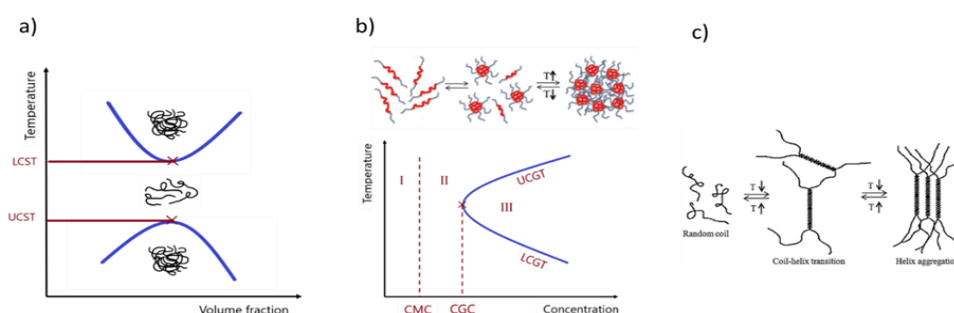 a)
Temperature
LCST
UCST
Volume fraction
b)
T↑
T↓
Temperature
I
II
III
UCGT
LCGT
CMC
CGC
Concentration
c)
T↓
T↑
T↓
T↑
Random coil
Coil-helix transition
Helix aggregation